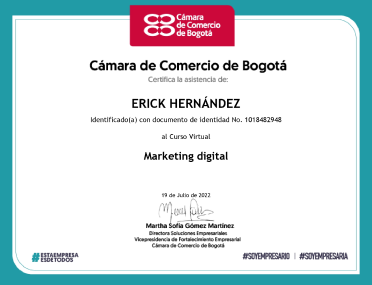 Cámara
de Comercio
de Bogotá
Cámara de Comercio de Bogotá
Certifica la asistencia de:
ERICK HERNÁNDEZ
Identificado(a) con documento de identidad No. 1018482948
al Curso Virtual
Marketing digital
19 de Julio de 2022
Martha Sofía Gómez Martínez
Directora Soluciones Empresariales
Vicepresidencia de Fortalecimiento Empresarial
Cámara de Comercio de Bogotá
#ESTAEMPRESA
ESDETODOS
#SOYEMPRESARIO | #SOYEMPRESARIA